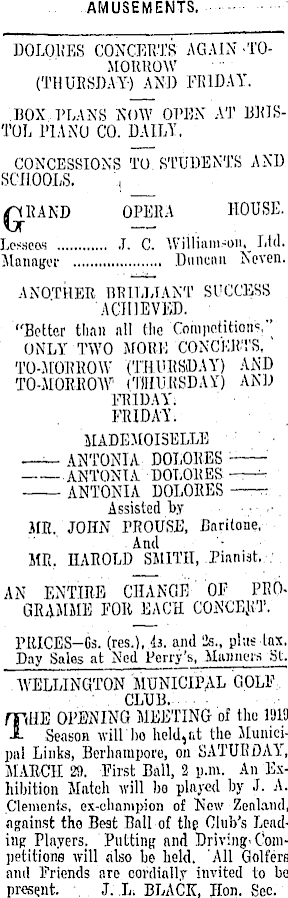 AMUSEMENTS.
DOLORES CONCERTS AGAIN TO-
MORROW
(THURSDAY) AND FRIDAY.
BOX PLANS NOW OPEN AT BRIS-
TOL PIANO CO. DAILY.
CONCESSIONS TO STUDENTS AND
SCHOOLS.
GRAND OPERA HOUSE.
Lessees ............ J. C. Williamson, Ltd.
Manager ..................... Duncan Neven.
ANOTHER BRILLIANT SUCCESS
ACHIEVED.
"Better than all the Competitions."
ONLY TWO MORE CONCERTS.
TO-MORROW (THURSDAY) AND
TO-MORROW (THURSDAY) AND
FRIDAY.
FRIDAY.
MADEMOISELLE
—— ANTONIA DOLORES ——
—— ANTONIA DOLORES ——
—— ANTONIA DOLORES ——
Assisted by
MR. JOHN PROUSE, Baritone,
And
MR. HAROLD SMITH, Pianist.
AN ENTIRE CHANGE OF PRO-
GRAMME FOR EACH CONCERT.
PRICES—6s. (res.), 4s. and 2s., plus tax.
Day Sales at Ned Perry's, Manners St.
WELLINGTON MUNICIPAL GOLF
CLUB.
THE OPENING MEETING of the 1919
Season will be held at the Munici-
pal Links, Berhampore, on SATURDAY,
MARCH 29. First Ball, 2 p.m. An Ex-
hibition Match will be played by J. A.
Clements, ex-champion of New Zealand,
against the Best Ball of the Club's Lead-
ing Players. Putting and Driving Com-
petitions will also be held. All Golfers
and Friends are cordially invited to be
present. J. L. BLACK, Hon. Sec.